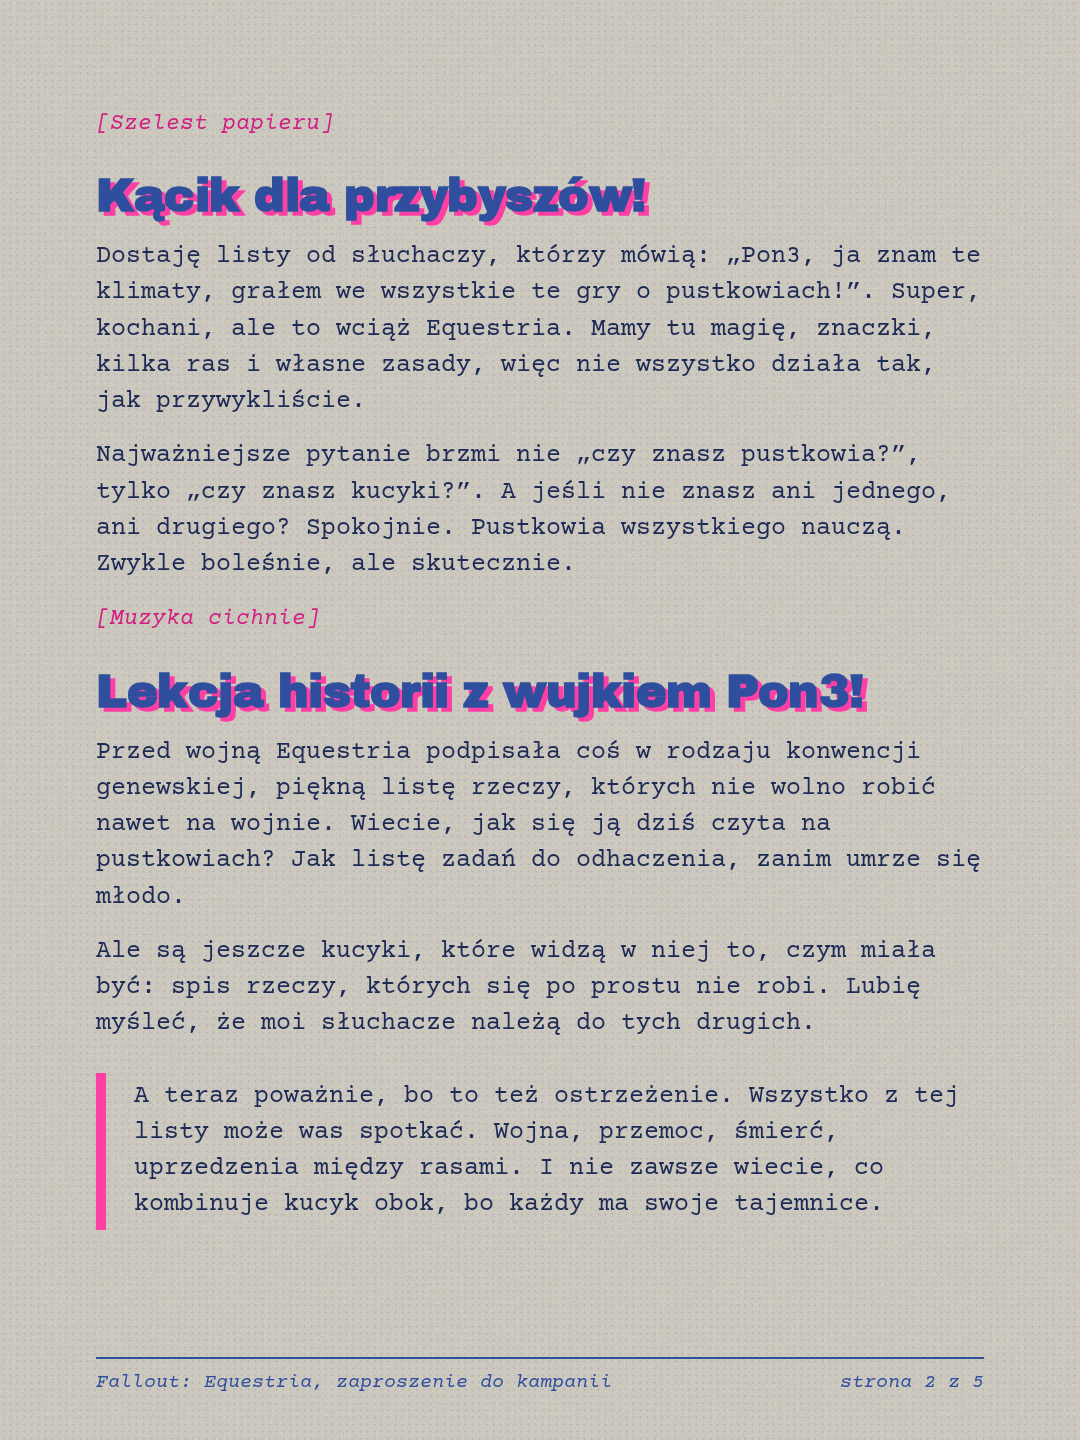 [Szelest papieru]
Kącik dla przybyszów!
Dostaję listy od słuchaczy, którzy mówią: „Pon3, ja znam te
klimaty, grałem we wszystkie te gry o pustkowiach!”. Super,
kochani, ale to wciąż Equestria. Mamy tu magię, znaczki,
kilka ras i własne zasady, więc nie wszystko działa tak,
jak przywykliście.
Najważniejsze pytanie brzmi nie „czy znasz pustkowia?”,
tylko „czy znasz kucyki?”. A jeśli nie znasz ani jednego,
ani drugiego? Spokojnie. Pustkowia wszystkiego nauczą.
Zwykle boleśnie, ale skutecznie.
[Muzyka cichnie]
Lekcja historii z wujkiem Pon3!
Przed wojną Equestria podpisała coś w rodzaju konwencji
genewskiej, piękną listę rzeczy, których nie wolno robić
nawet na wojnie. Wiecie, jak się ją dziś czyta na
pustkowiach? Jak listę zadań do odhaczenia, zanim umrze się
młodo.
Ale są jeszcze kucyki, które widzą w niej to, czym miała
być: spis rzeczy, których się po prostu nie robi. Lubię
myśleć, że moi słuchacze należą do tych drugich.
A teraz poważnie, bo to też ostrzeżenie. Wszystko z tej
listy może was spotkać. Wojna, przemoc, śmierć,
uprzedzenia między rasami. I nie zawsze wiecie, co
kombinuje kucyk obok, bo każdy ma swoje tajemnice.
Fallout: Equestria, zaproszenie do kampanii
strona 2 z 5